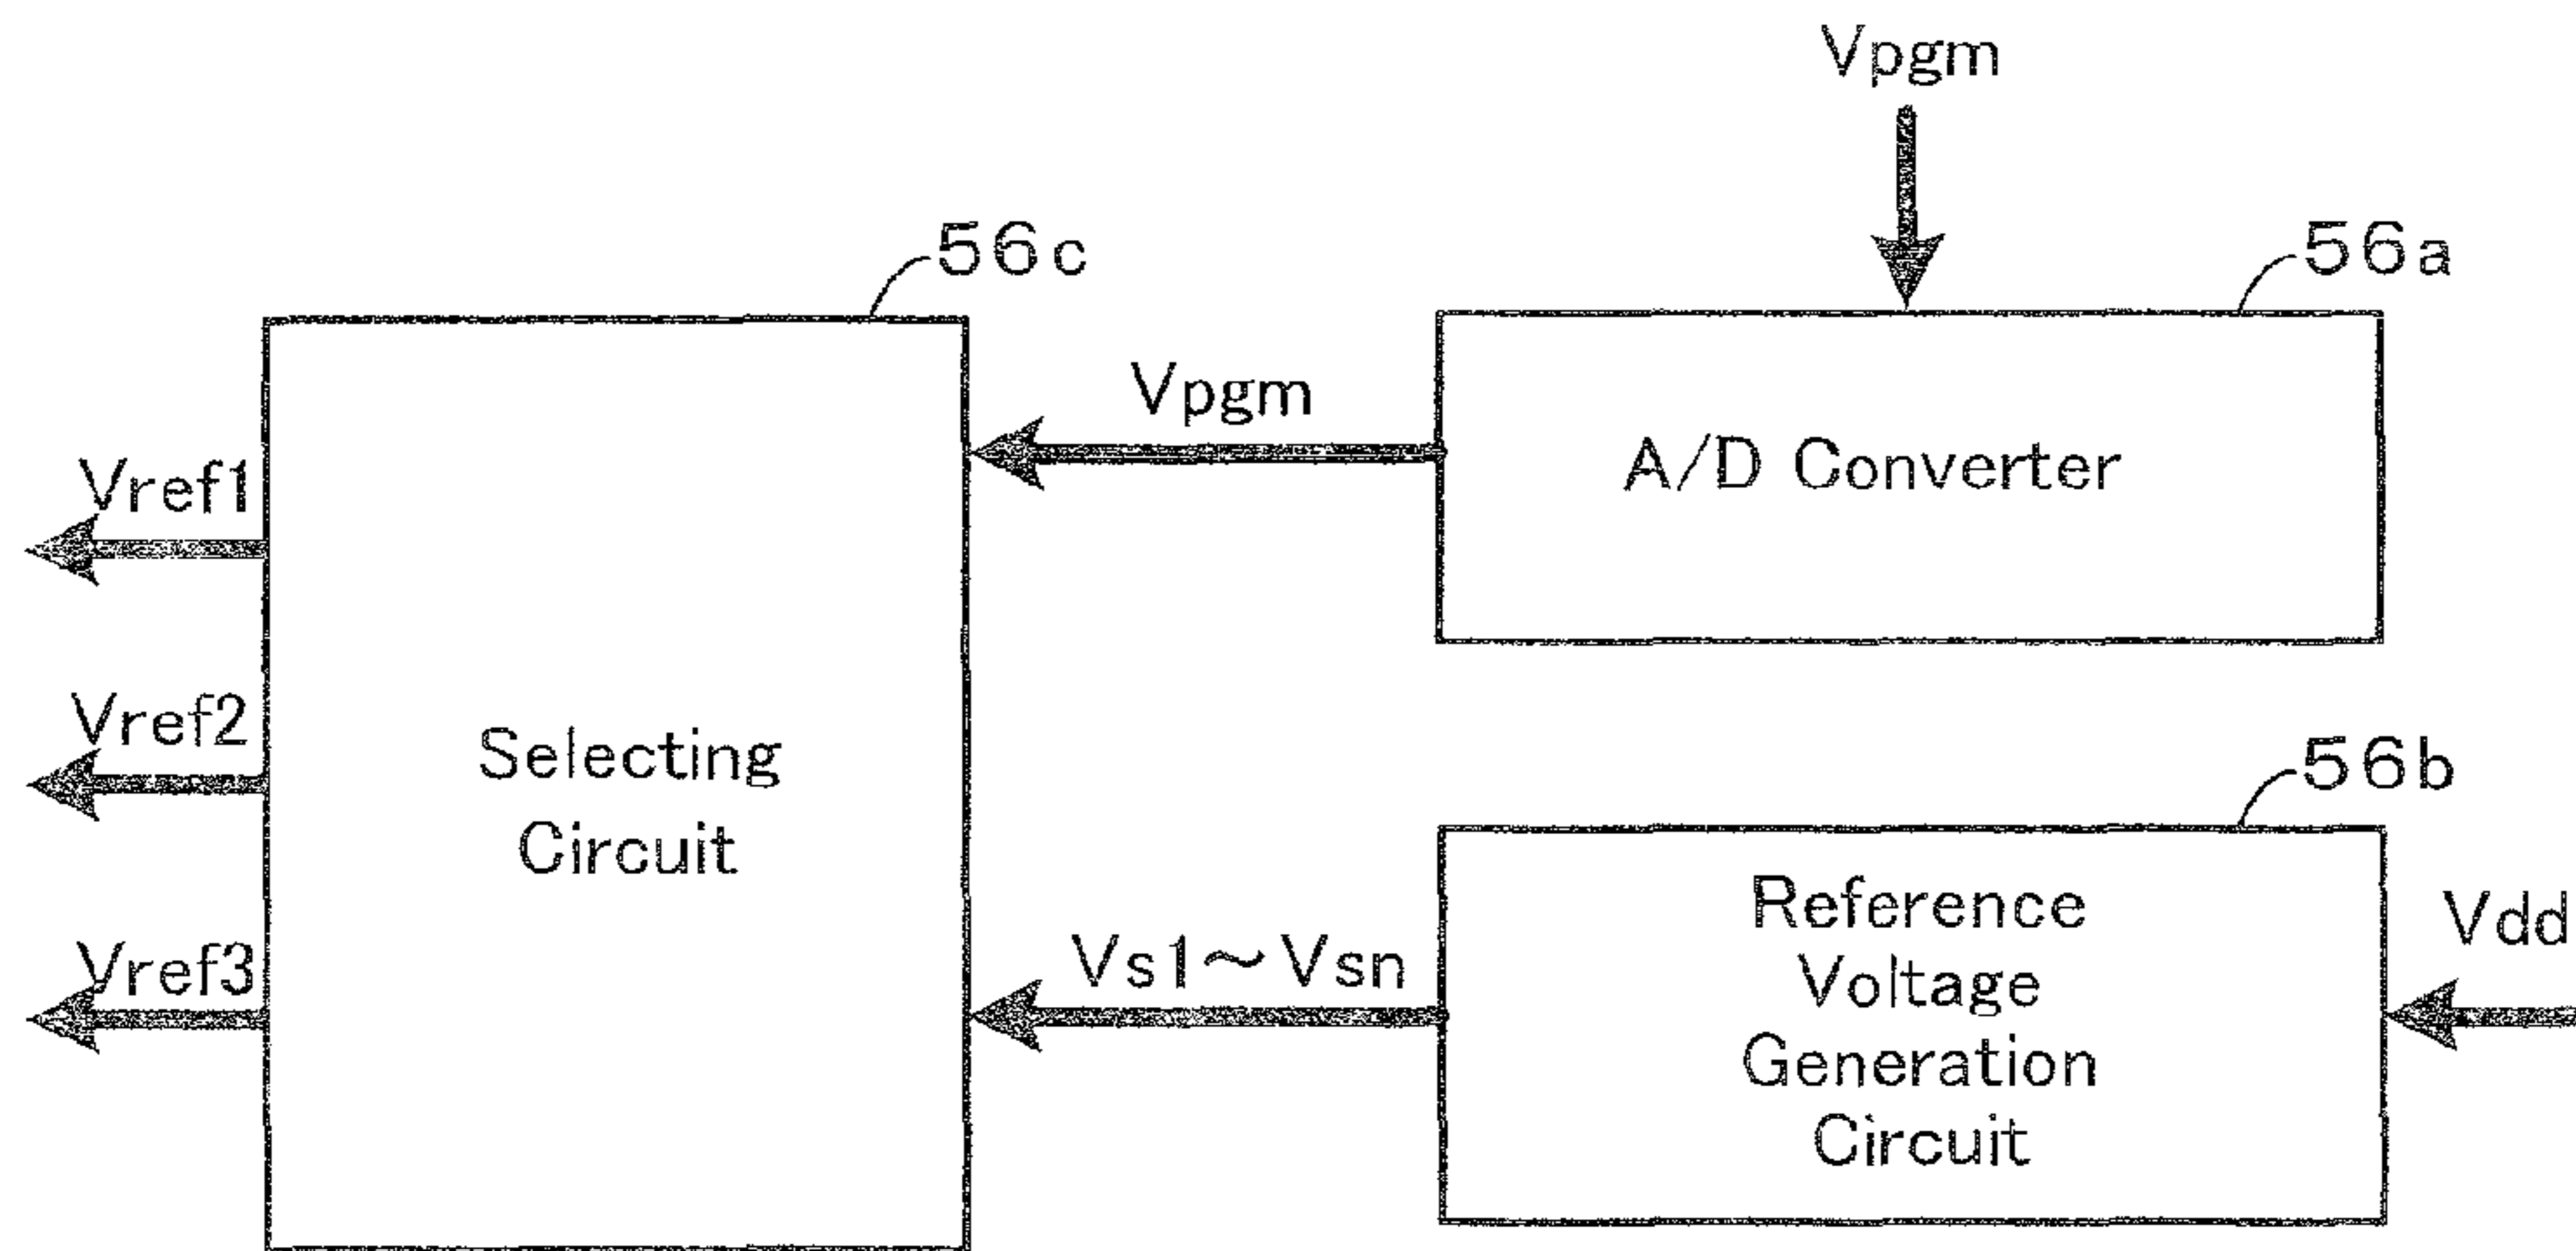 Vpgm
56c
56a
Vpgm
A/D Converter
Vref1
Vref2
Selecting
Circuit
56b
Vref3
Vs1～Vsn
Reference
Voltage
Generation
Circuit
Vdd